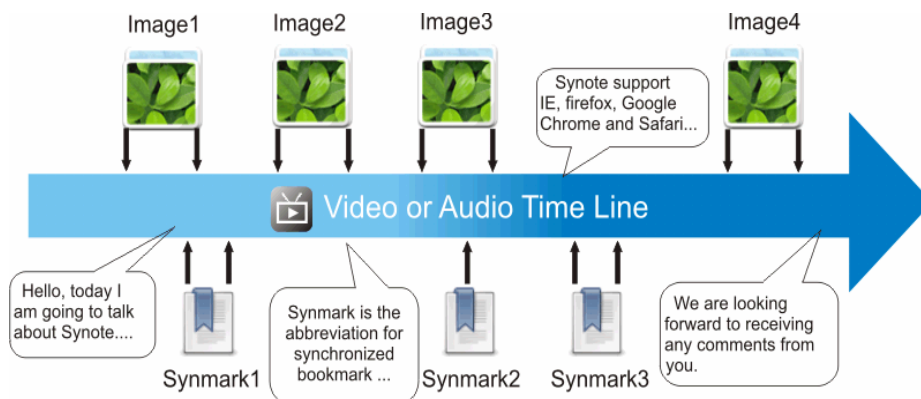 Image1
Image2
Image3
Image4
Synote support
IE, firefox, Google
Chrome and Safari...
Video or Audio Time Line
Hello, today I
am going to talk
about Synote....
Synmark is the
abbreviation for
synchronized
bookmark ...
We are looking
forward to receiving
any comments from
you.
Synmark1
Synmark2
Synmark3